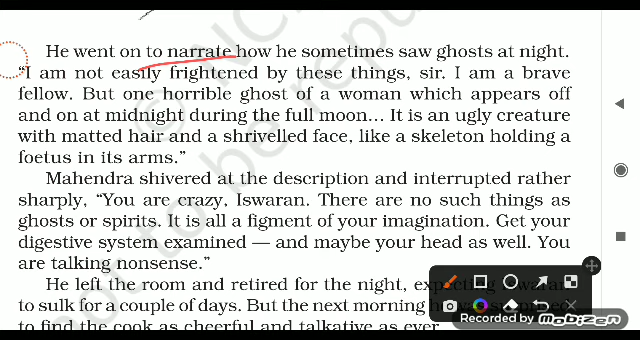 He went on to narrate how he sometimes saw ghosts at night.
“I am not easily frightened by these things, sir. I am a brave
fellow. But one horrible ghost of a woman which appears off
and on at midnight during the full moon... It is an ugly creature
with matted hair and a shrivelled face, like a skeleton holding a
foetus in its arms.”
Mahendra shivered at the description and interrupted rather
sharply, “You are crazy, Iswaran. There are no such things as
ghosts or spirits. It is all a figment of your imagination. Get your
digestive system examined — and maybe your head as well. You
are talking nonsense.”
He left the room and retired for the night,
to sulk for a couple of days. But the next morning
to find the cook as cheerful and talkative as ever.
Recorded by mobizen